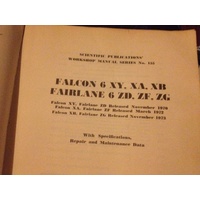 SCIENTIFIC PUBLICATIONS'
WORKSHOP MANUAL SERIES No. 153
FALCON 6 XY, XA, XB
FAIRLANE 6 ZD, ZF, ZG
Falcon XY, Fairlane ZD Released November 1970
Falcon XA, Fairlane ZF Released March, 1972
Falcon XB, Fairlane ZG Released November 1973
With Specifications,
Repair and Maintenance Data